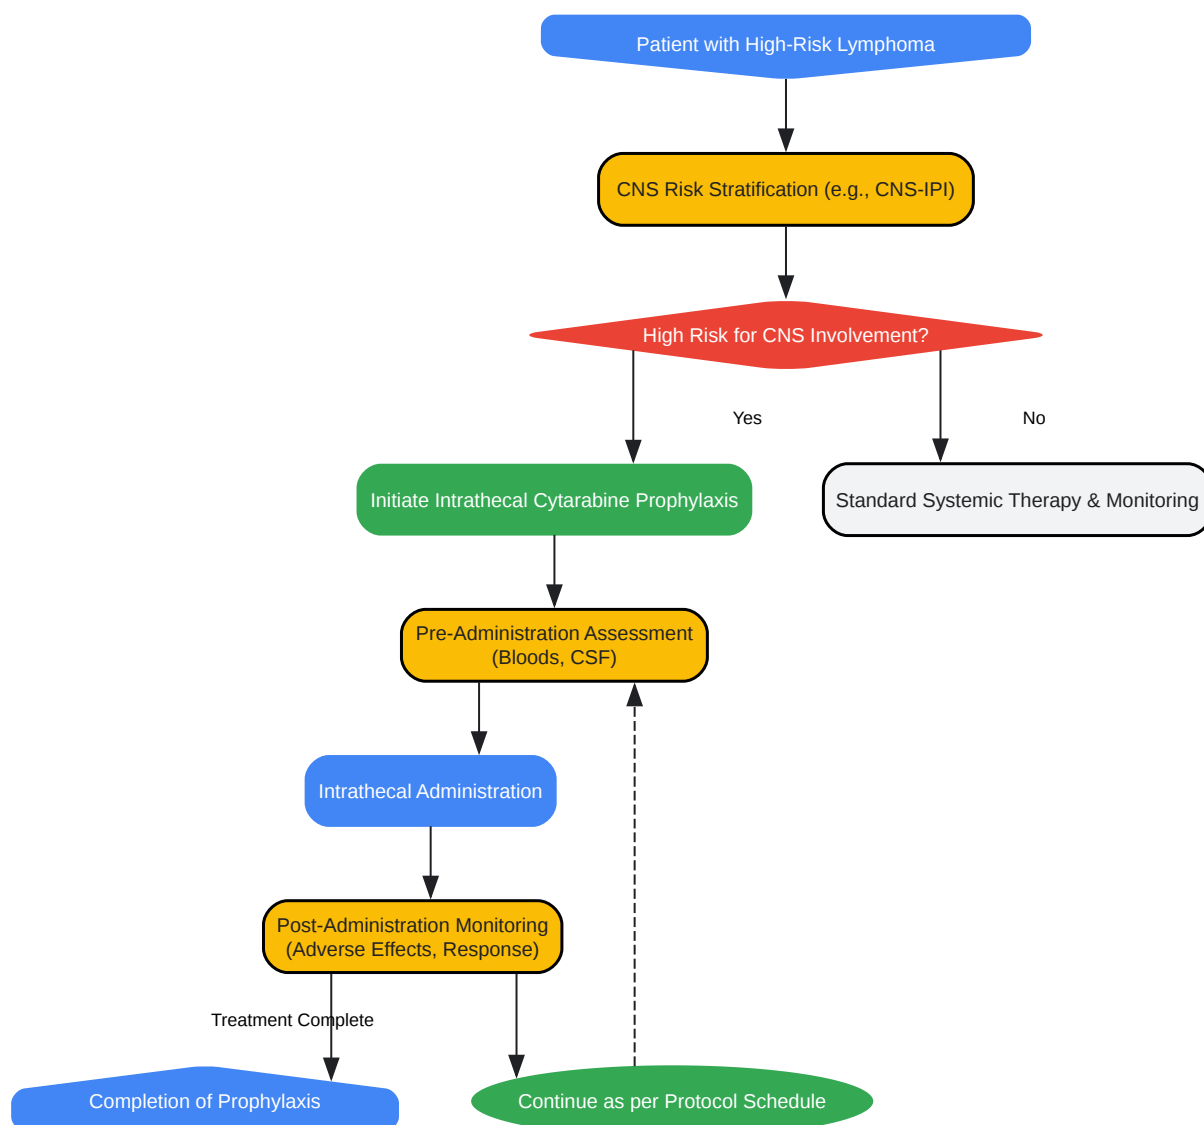 Patient with High-Risk Lymphoma
CNS Risk Stratification (e.g., CNS-IPI)
High Risk for CNS Involvement?
Yes
No
Initiate Intrathecal Cytarabine Prophylaxis
Standard Systemic Therapy & Monitoring
Pre-Administration Assessment
(Bloods, CSF)
Intrathecal Administration
Post-Administration Monitoring
(Adverse Effects, Response)
Treatment Complete
Completion of Prophylaxis
Continue as per Protocol Schedule